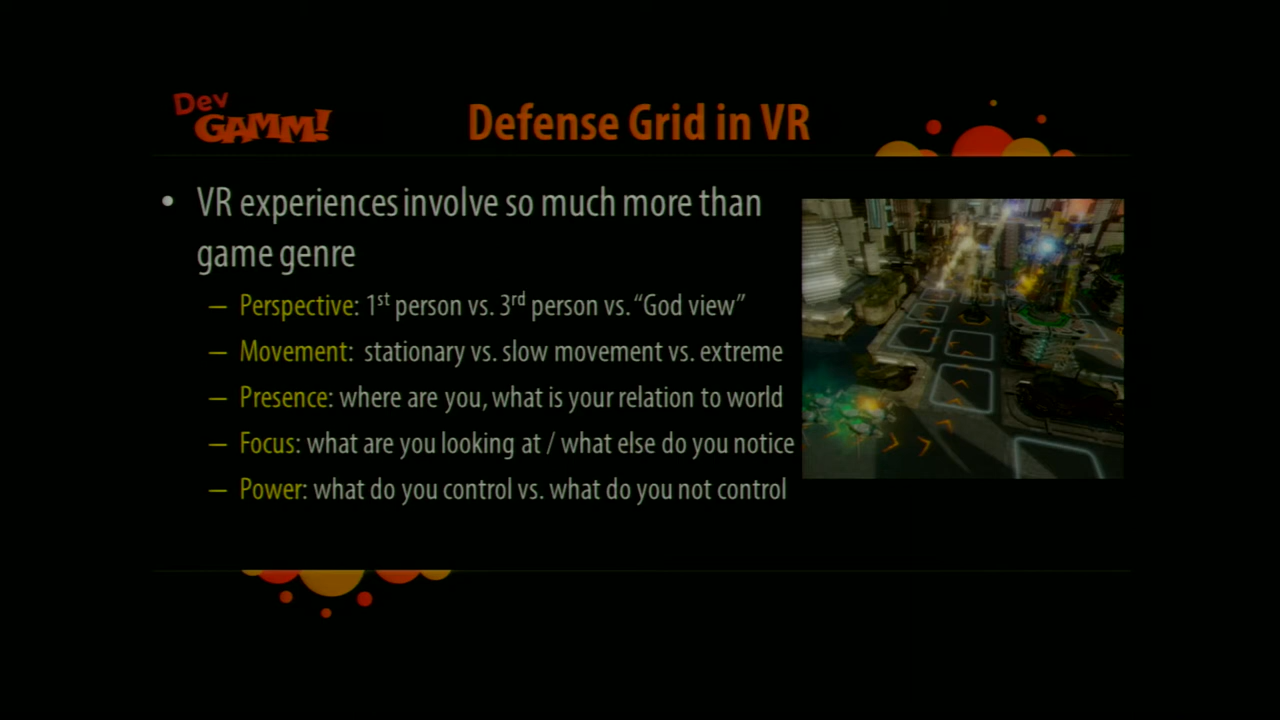 Dev
GAMM!
Defense Grid in VR
• VR experiences involve so much more than
game genre
– Perspective: 1st person vs. 3rd person vs. “God view”
– Movement: stationary vs. slow movement vs. extreme
– Presence: where are you, what is your relation to world
– Focus: what are you looking at / what else do you notice
– Power: what do you control vs. what do you not control